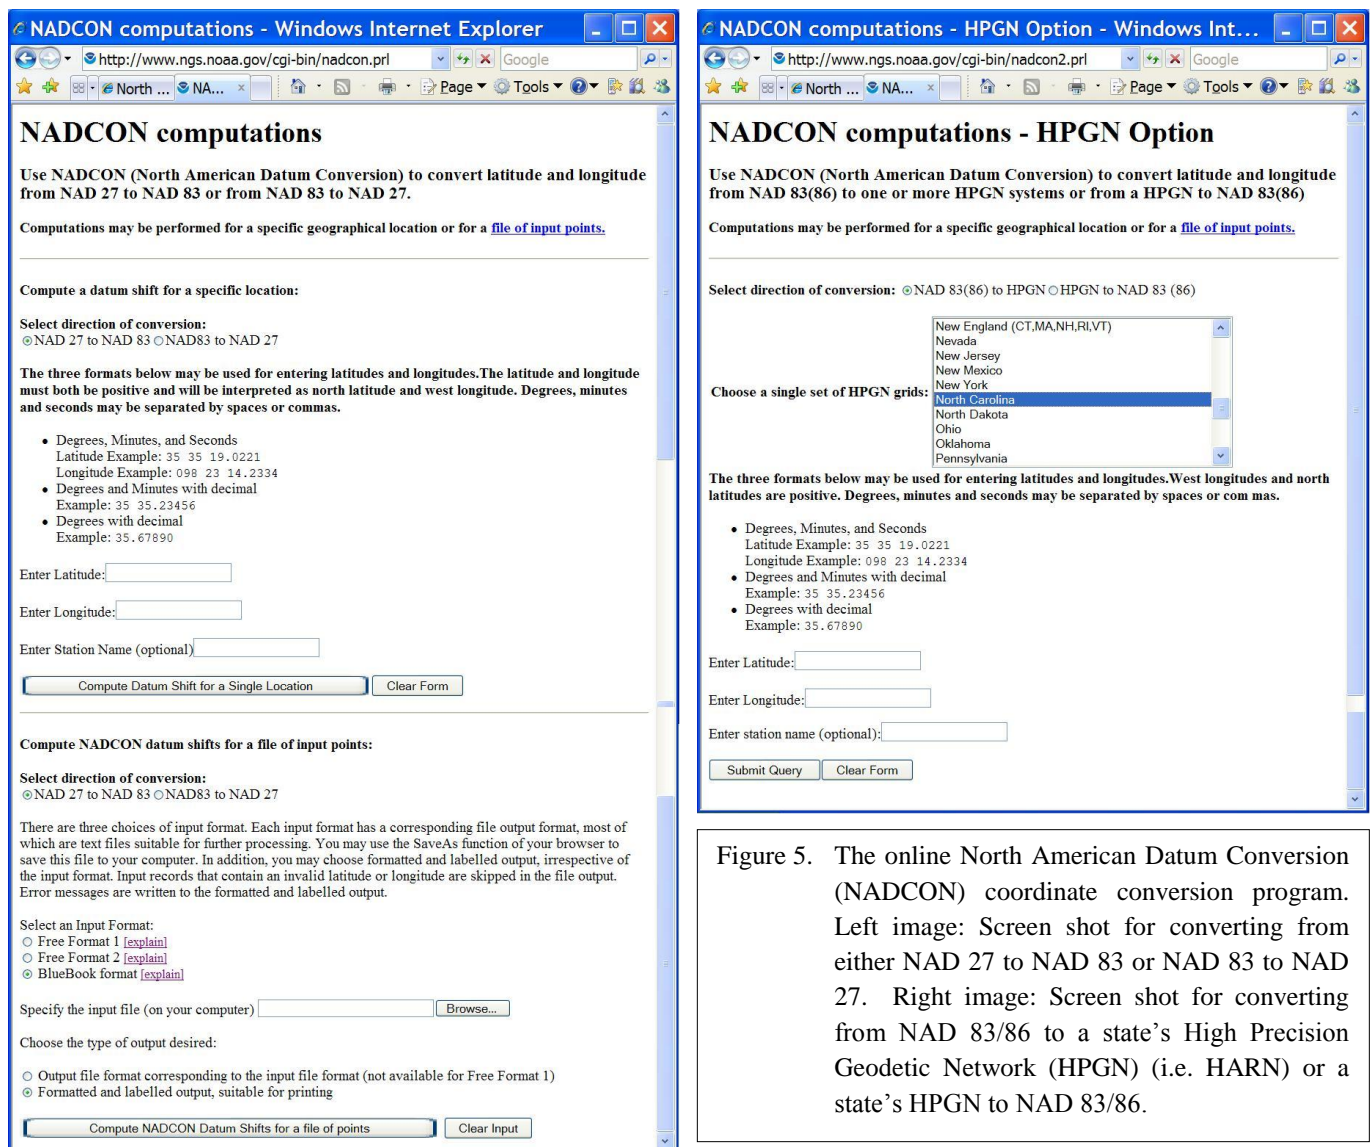 NADCON computations - Windows Internet Explorer
http://www.ngs.noaa.gov/cgi-bin/nadcon.prl
Google
North ...
NA...
Page
Tools
NADCON computations
Use NADCON (North American Datum Conversion) to convert latitude and longitude
from NAD 27 to NAD 83 or from NAD 83 to NAD 27.
Computations may be performed for a specific geographical location or for a file of input points.
Compute a datum shift for a specific location:
Select direction of conversion:
NAD 27 to NAD 83 NAD83 to NAD 27
The three formats below may be used for entering latitudes and longitudes.The latitude and longitude
must both be positive and will be interpreted as north latitude and west longitude. Degrees, minutes
and seconds may be separated by spaces or commas.
• Degrees, Minutes, and Seconds
Latitude Example: 35 35 19.0221
Longitude Example: 098 23 14.2334
• Degrees and Minutes with decimal
Example: 35 35.23456
• Degrees with decimal
Example: 35.67890
Enter Latitude:
Enter Longitude:
Enter Station Name (optional)
Compute Datum Shift for a Single Location Clear Form
Compute NADCON datum shifts for a file of input points:
Select direction of conversion:
NAD 27 to NAD 83 NAD83 to NAD 27
There are three choices of input format. Each input format has a corresponding file output format, most of
which are text files suitable for further processing. You may use the SaveAs function of your browser to
save this file to your computer. In addition, you may choose formatted and labelled output, irrespective of
the input format. Input records that contain an invalid latitude or longitude are skipped in the file output.
Error messages are written to the formatted and labelled output.
Select an Input Format:
Free Format 1 [explain]
Free Format 2 [explain]
BlueBook format [explain]
Specify the input file (on your computer) Browse...
Choose the type of output desired:
Output file format corresponding to the input file format (not available for Free Format 1)
Formatted and labelled output, suitable for printing
Compute NADCON Datum Shifts for a file of points Clear Input
NADCON computations - HPGN Option - Windows Int...
http://www.ngs.noaa.gov/cgi-bin/nadcon2.prl
Google
North ...
NA...
Page
Tools
NADCON computations - HPGN Option
Use NADCON (North American Datum Conversion) to convert latitude and longitude
from NAD 83(86) to one or more HPGN systems or from a HPGN to NAD 83(86)
Computations may be performed for a specific geographical location or for a file of input points.
Select direction of conversion: NAD 83(86) to HPGN HPGN to NAD 83 (86)
New England (CT,MA,NH,RI,VT)
Nevada
New Jersey
New Mexico
New York
Choose a single set of HPGN grids: North Carolina
North Dakota
Ohio
Oklahoma
Pennsylvania
The three formats below may be used for entering latitudes and longitudes.West longitudes and north
latitudes are positive. Degrees, minutes and seconds may be separated by spaces or com mas.
• Degrees, Minutes, and Seconds
Latitude Example: 35 35 19.0221
Longitude Example: 098 23 14.2334
• Degrees and Minutes with decimal
Example: 35 35.23456
• Degrees with decimal
Example: 35.67890
Enter Latitude:
Enter Longitude:
Enter station name (optional):
Submit Query Clear Form
Figure 5. The online North American Datum Conversion
(NADCON) coordinate conversion program.
Left image: Screen shot for converting from
either NAD 27 to NAD 83 or NAD 83 to NAD
27. Right image: Screen shot for converting
from NAD 83/86 to a state's High Precision
Geodetic Network (HPGN) (i.e. HARN) or a
state's HPGN to NAD 83/86.